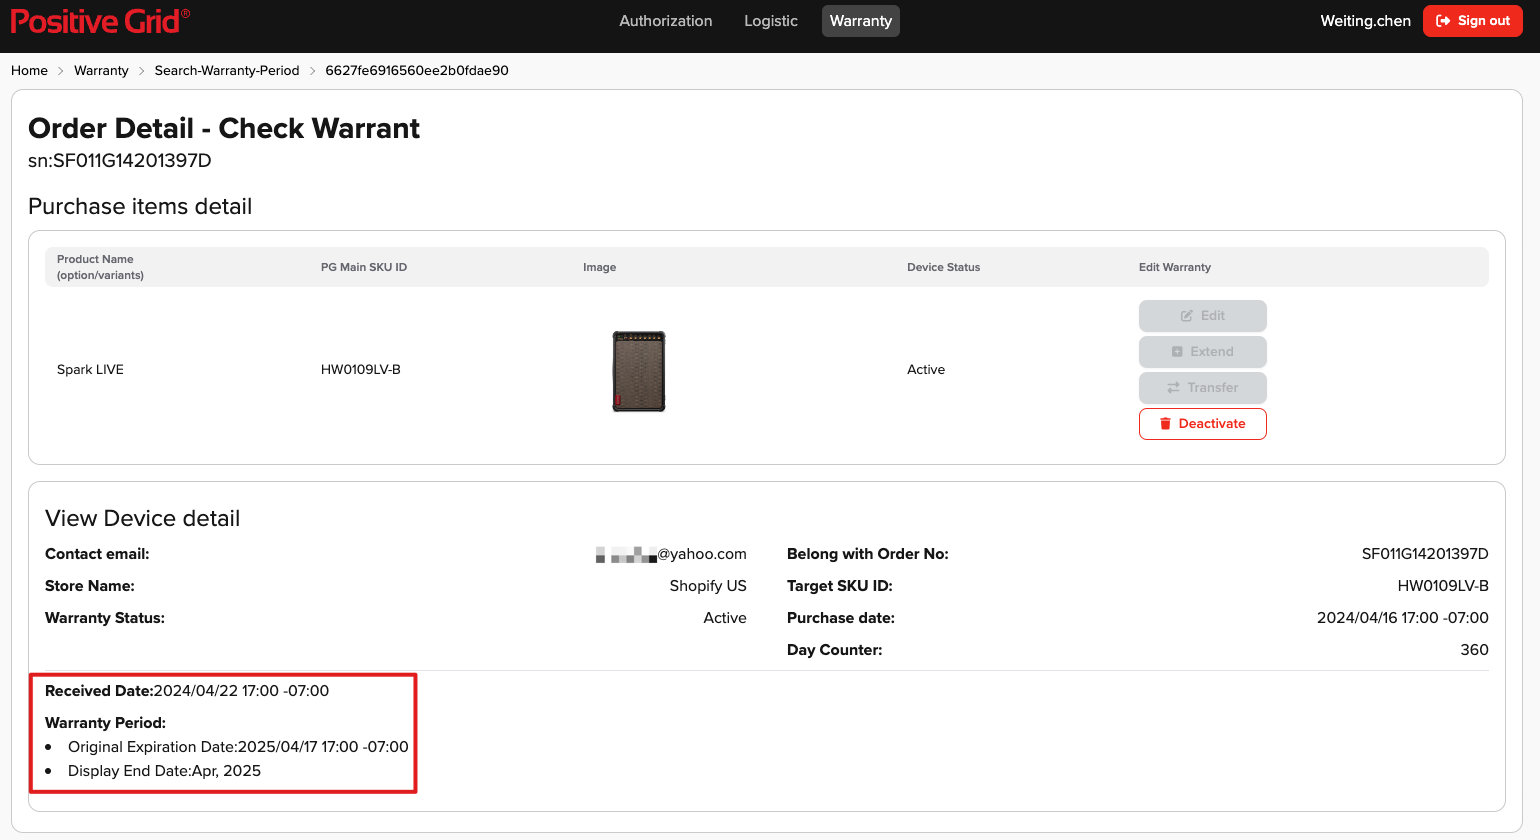 Positive Grid®
Authorization Logistic Warranty
Weiting.chen Sign out
Home > Warranty > Search-Warranty-Period > 6627fe6916560ee2b0fdae90
Order Detail - Check Warrant
sn:SF011G14201397D
Purchase items detail
Product Name
(option/variants)
PG Main SKU ID
Image
Device Status
Edit Warranty
Spark LIVE
HW0109LV-B
Active
Edit
Extend
Transfer
Deactivate
View Device detail
Contact email: @yahoo.com
Store Name: Shopify US
Warranty Status: Active
Belong with Order No: SF011G14201397D
Target SKU ID: HW0109LV-B
Purchase date: 2024/04/16 17:00 -07:00
Day Counter: 360
Received Date:2024/04/22 17:00 -07:00
Warranty Period:
• Original Expiration Date:2025/04/17 17:00 -07:00
• Display End Date:Apr, 2025